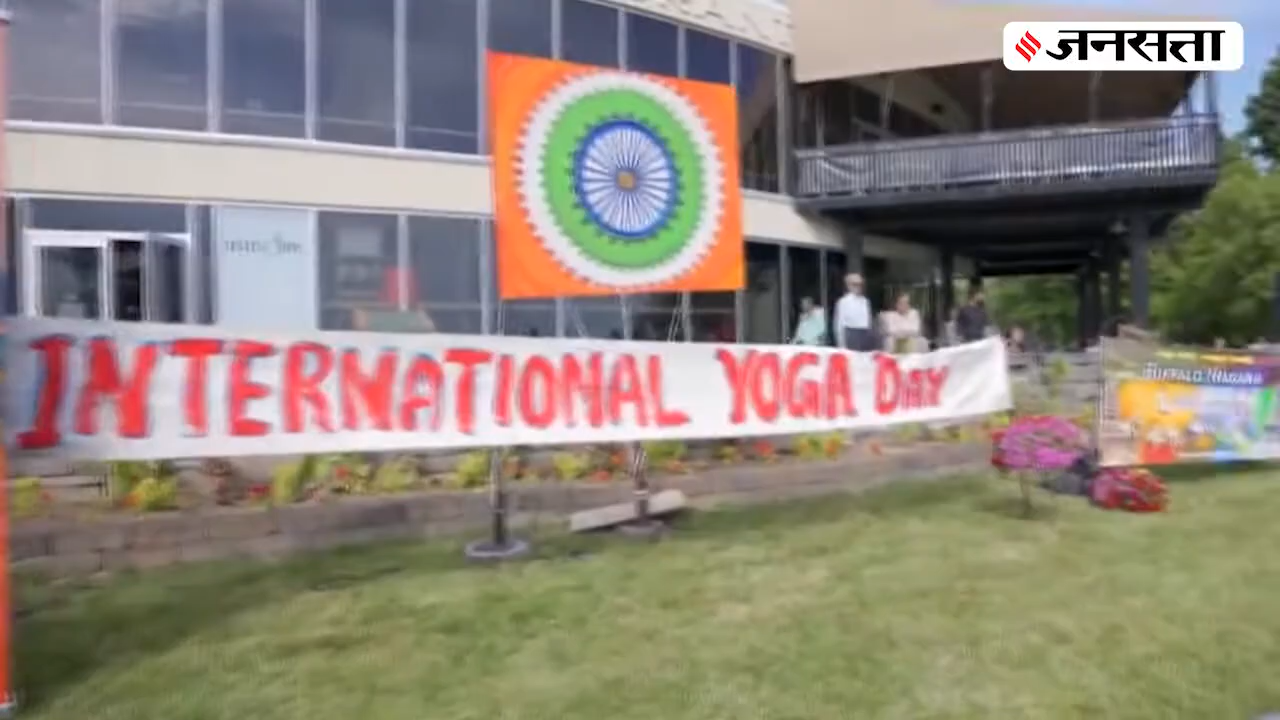 जनसत्ता
INTERNATIONAL YOGA DAY
BUFFALO NIAGARA